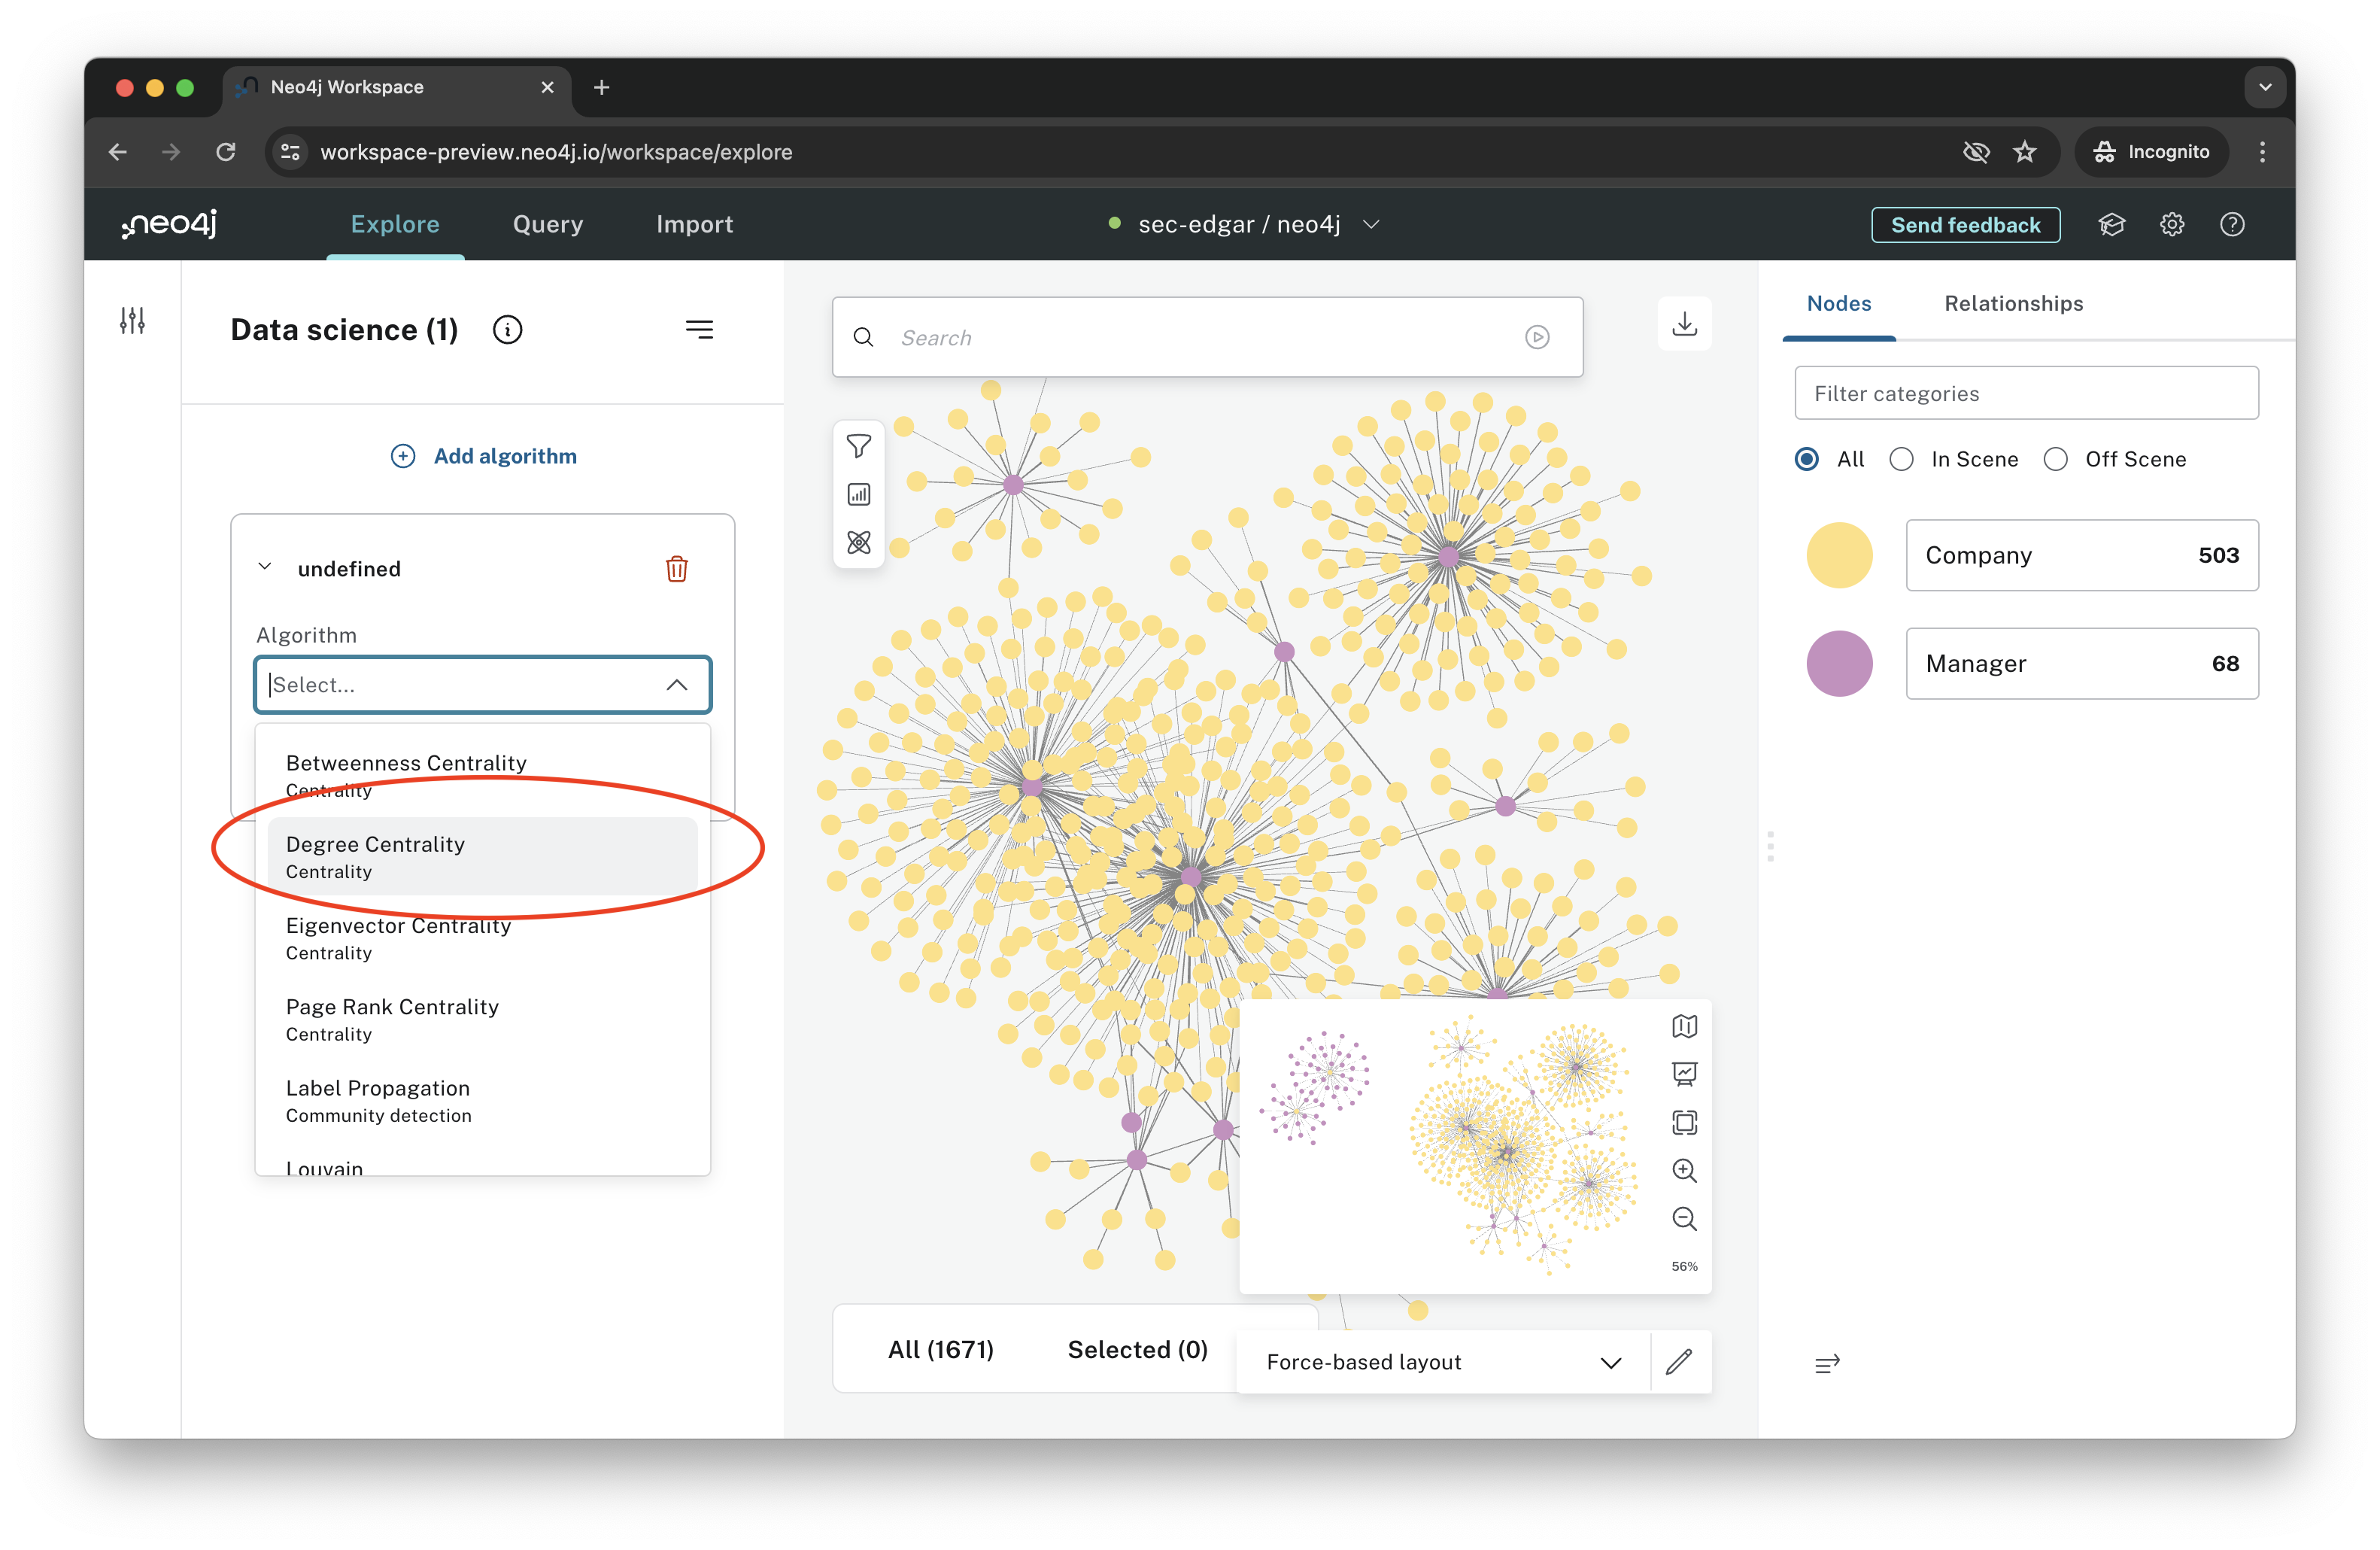 Neo4j Workspace
workspace-preview.neo4j.io/workspace/explore
Incognito
neo4j
Explore
Query
Import
sec-edgar / neo4j
Send feedback
Data science (1)
Add algorithm
undefined
Algorithm
Select...
Betweenness Centrality
Centrality
Degree Centrality
Centrality
Eigenvector Centrality
Centrality
Page Rank Centrality
Centrality
Label Propagation
Community detection
Louvain
Search
56%
All (1671)
Selected (0)
Force-based layout
Nodes
Relationships
Filter categories
All
In Scene
Off Scene
Company 503
Manager 68